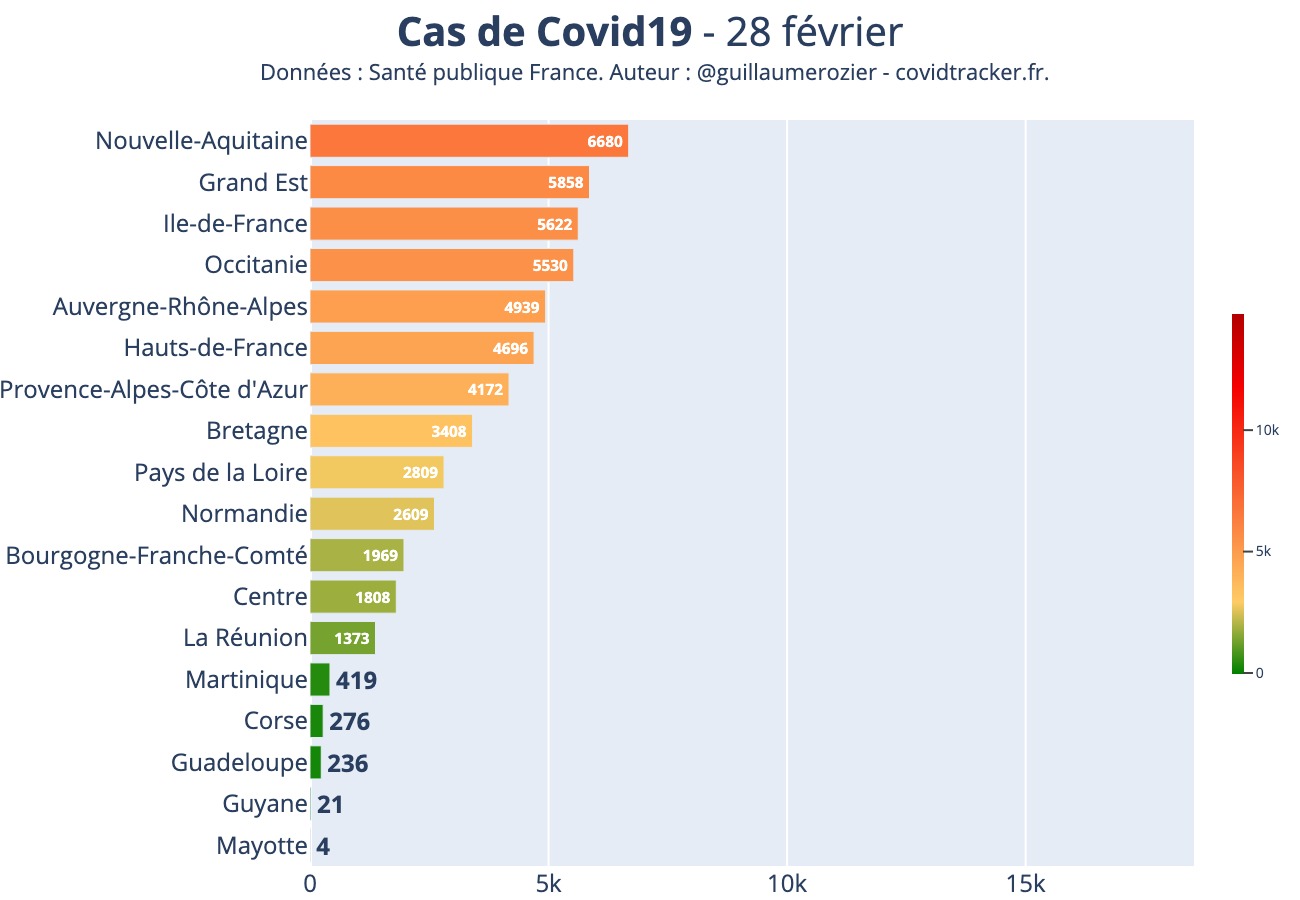 Cas de Covid19 - 28 février
Données : Santé publique France. Auteur : @guillaumerozier - covidtracker.fr.
Nouvelle-Aquitaine 6680
Grand Est 5858
Ile-de-France 5622
Occitanie 5530
Auvergne-Rhône-Alpes 4939
Hauts-de-France 4696
Provence-Alpes-Côte d'Azur 4172
Bretagne 3408
Pays de la Loire 2809
Normandie 2609
Bourgogne-Franche-Comté 1969
Centre 1808
La Réunion 1373
Martinique 419
Corse 276
Guadeloupe 236
Guyane 21
Mayotte 4
0 5k 10k 15k
10k
5k
0